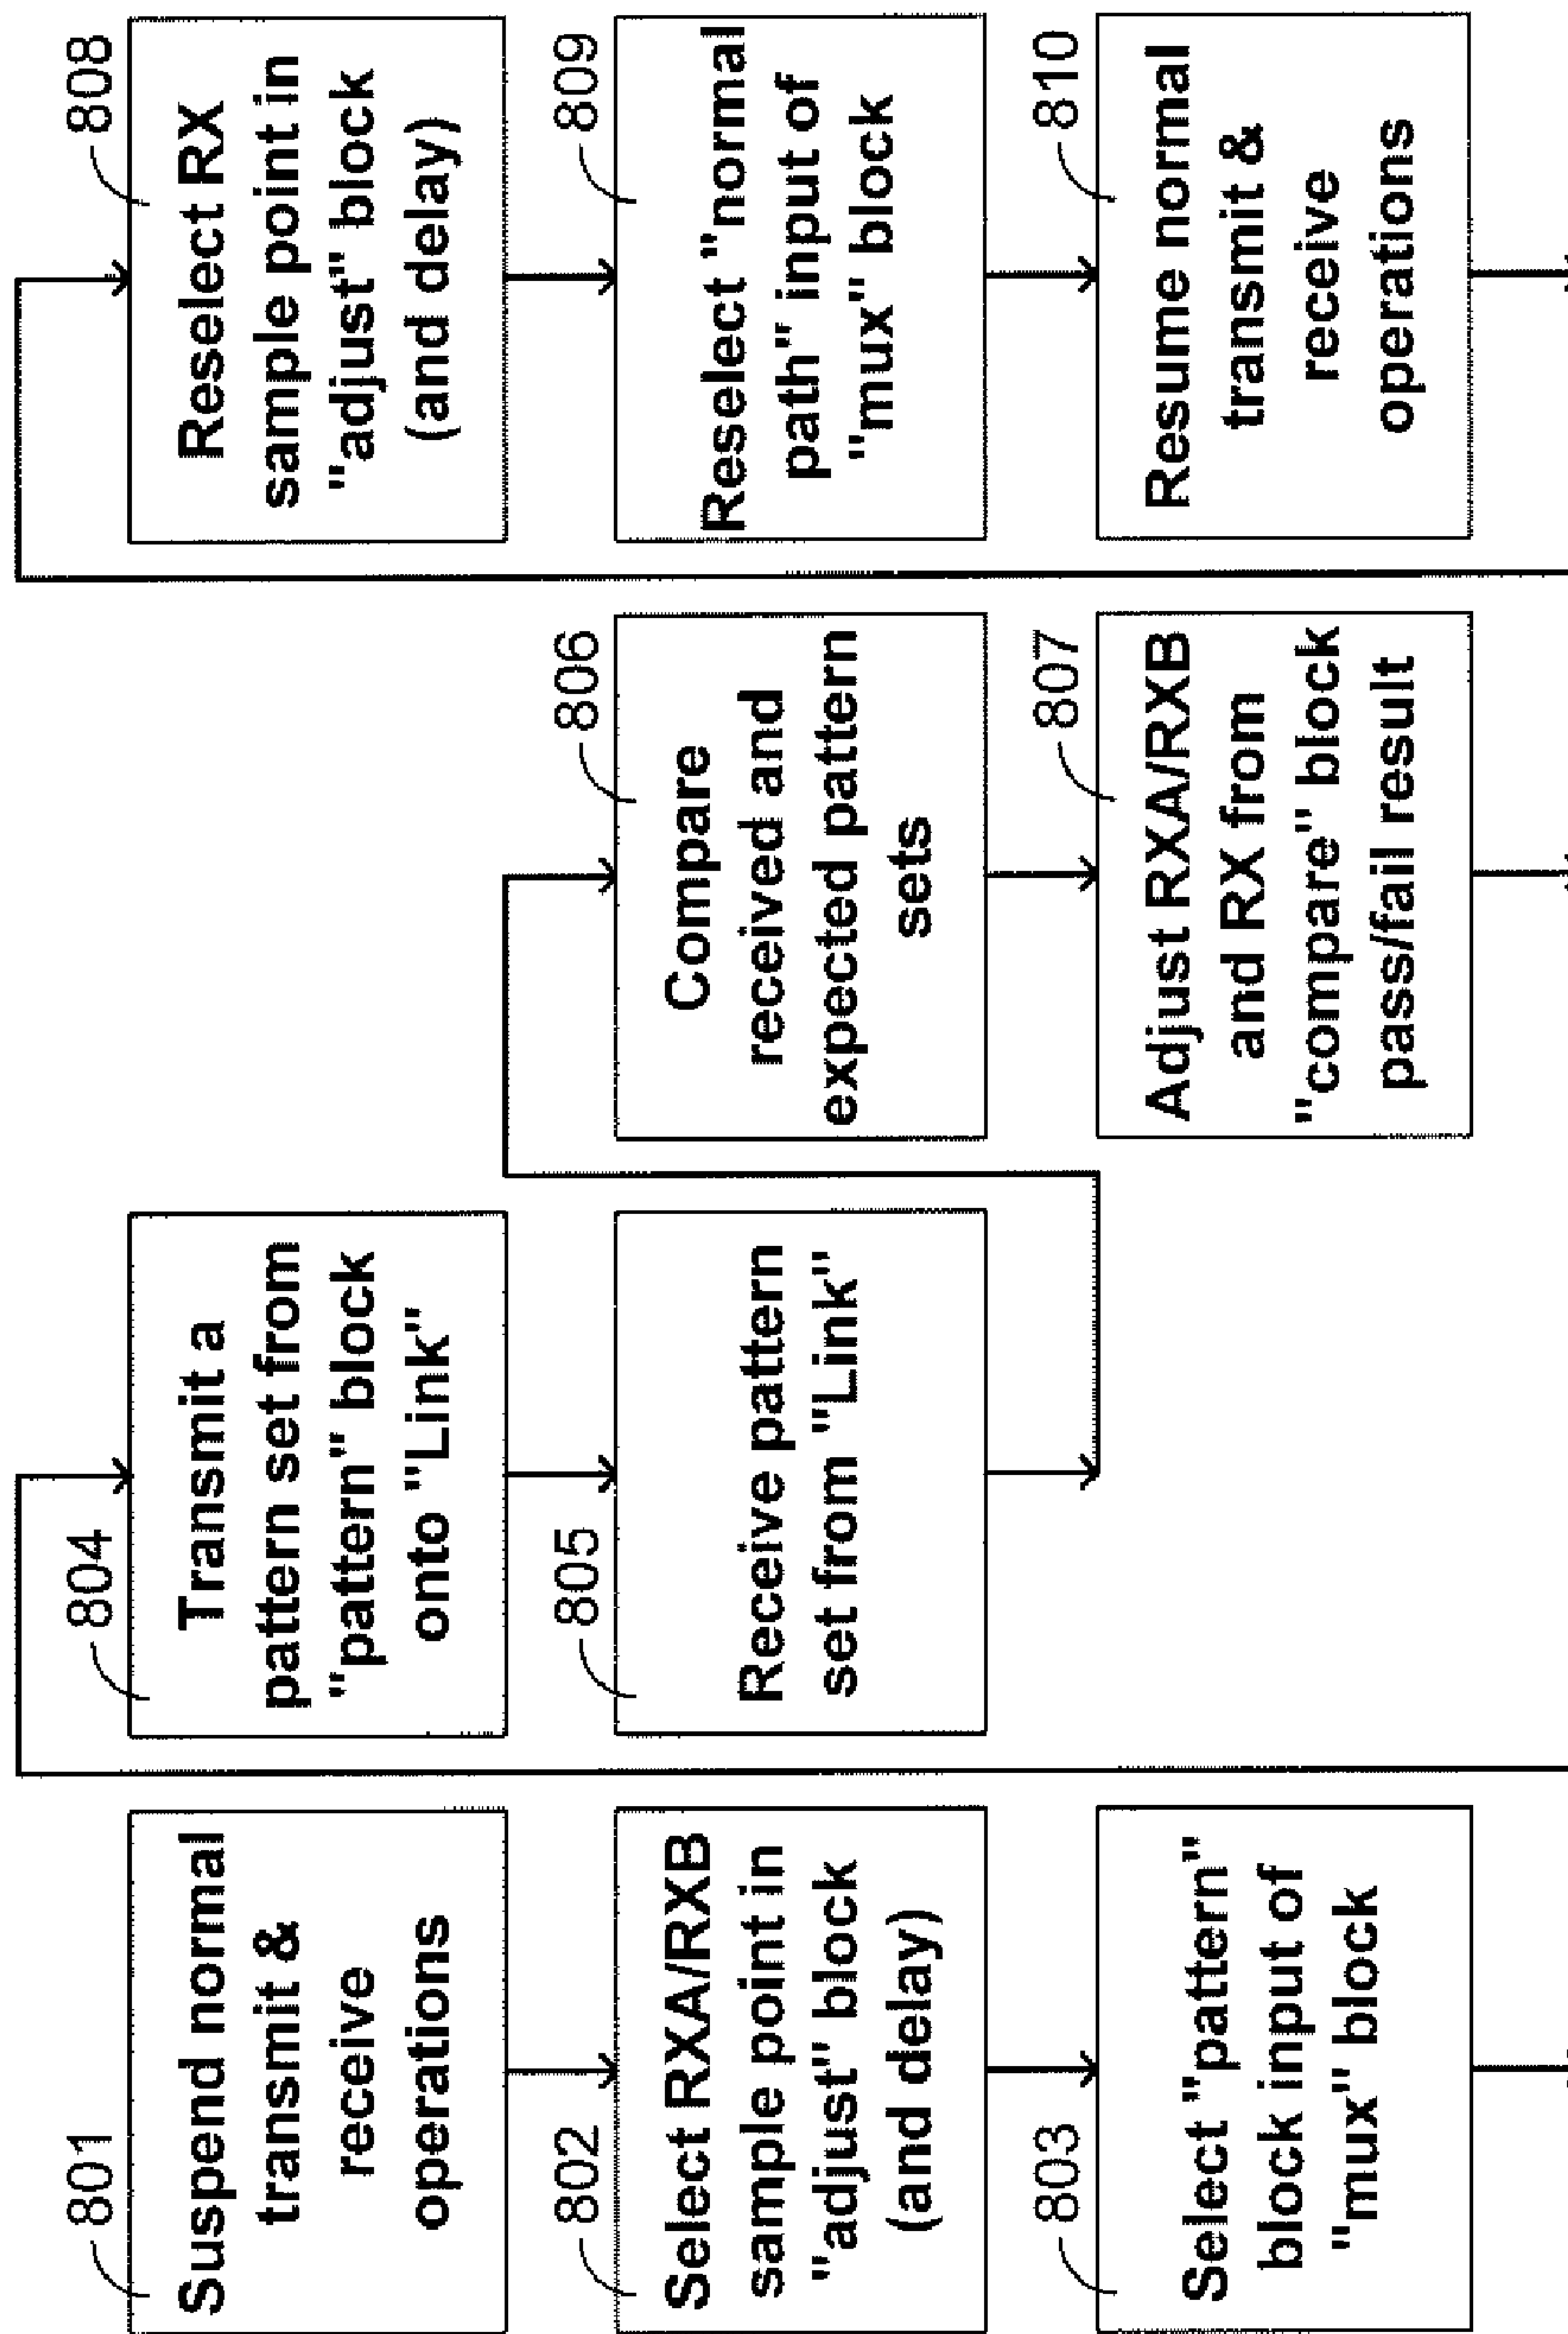 801
Suspend normal
transmit &
receive
operations
802
Select RXA/RXB
sample point in
"adjust" block
(and delay)
803
Select "pattern"
block input of
"mux" block
804
Transmit a
pattern set from
"pattern" block
onto "Link"
805
Receive pattern
set from "Link"
806
Compare
received and
expected pattern
sets
807
Adjust RXA/RXB
and RX from
"compare" block
pass/fail result
808
Reselect RX
sample point in
"adjust" block
(and delay)
809
Reselect "normal
path" input of
"mux" block
810
Resume normal
transmit &
receive
operations